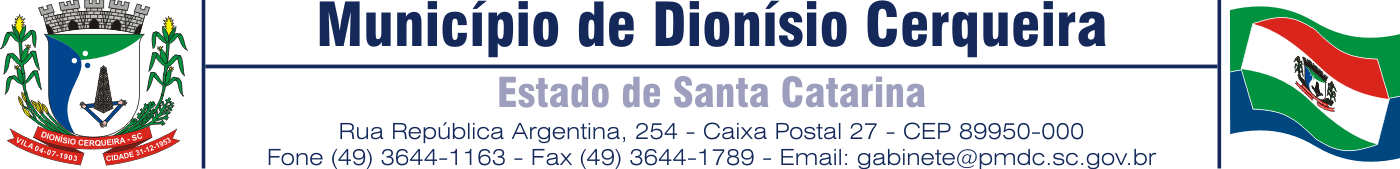 Município de Dionísio Cerqueira
Estado de Santa Catarina
Rua República Argentina, 254 - Caixa Postal 27 - CEP 89950-000
Fone (49) 3644-1163 - Fax (49) 3644-1789 - Email: gabinete@pmdc.sc.gov.br
DIONÍSIO CERQUEIRA - SC
VILA 04-07-1903
CIDADE 31-12-1953